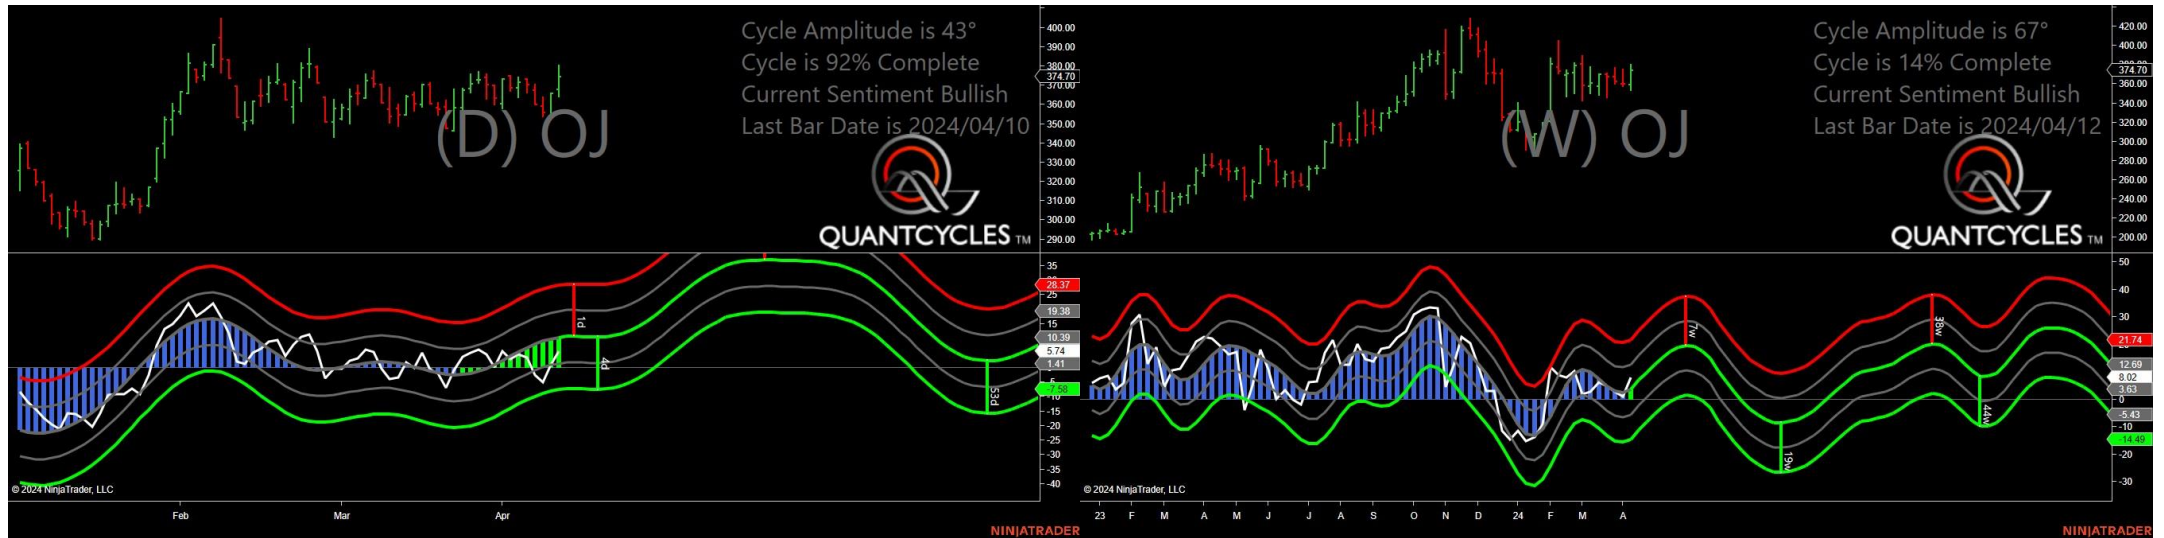 Cycle Amplitude is 43°
Cycle is 92% Complete
Current Sentiment Bullish
Last Bar Date is 2024/04/10
(D) OJ
QUANTCYCLES TM
400.00
390.00
380.00
374.70
370.00
360.00
350.00
340.00
330.00
320.00
310.00
300.00
290.00
35
28.37
25
19.38
15
10.39
5.74
1.41
-7.58
-10
-15
-20
-25
-30
-35
-40
1d
4d
53d
© 2024 NinjaTrader, LLC
Feb Mar Apr
NINJATRADER
Cycle Amplitude is 67°
Cycle is 14% Complete
Current Sentiment Bullish
Last Bar Date is 2024/04/12
(W) OJ
QUANTCYCLES TM
420.00
400.00
374.70
360.00
340.00
320.00
300.00
280.00
260.00
240.00
220.00
200.00
50
40
30
21.74
12.69
8.02
3.63
0
-5.43
-10
-14.49
-20
-30
7w
19w
38w
44w
© 2024 NinjaTrader, LLC
23 F M A M J J A S O N D 24 F M A
NINJATRADER